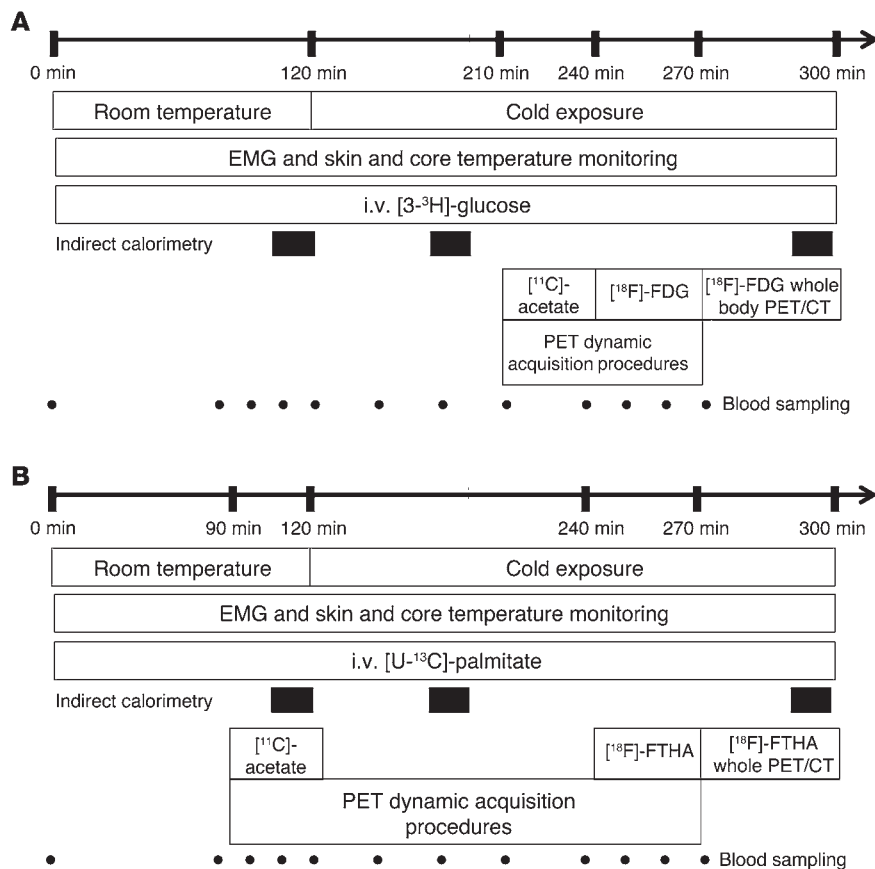 A
0 min 120 min 210 min 240 min 270 min 300 min
Room temperature Cold exposure
EMG and skin and core temperature monitoring
i.v. [3-³H]-glucose
Indirect calorimetry
[¹¹C]-
acetate
[¹⁸F]-FDG
[¹⁸F]-FDG whole
body PET/CT
PET dynamic
acquisition procedures
Blood sampling
B
0 min 90 min 120 min 240 min 270 min 300 min
Room temperature Cold exposure
EMG and skin and core temperature monitoring
i.v. [U-¹³C]-palmitate
Indirect calorimetry
[¹¹C]-
acetate
[¹⁸F]-FTHA
[¹⁸F]-FTHA
whole PET/CT
PET dynamic acquisition
procedures
Blood sampling